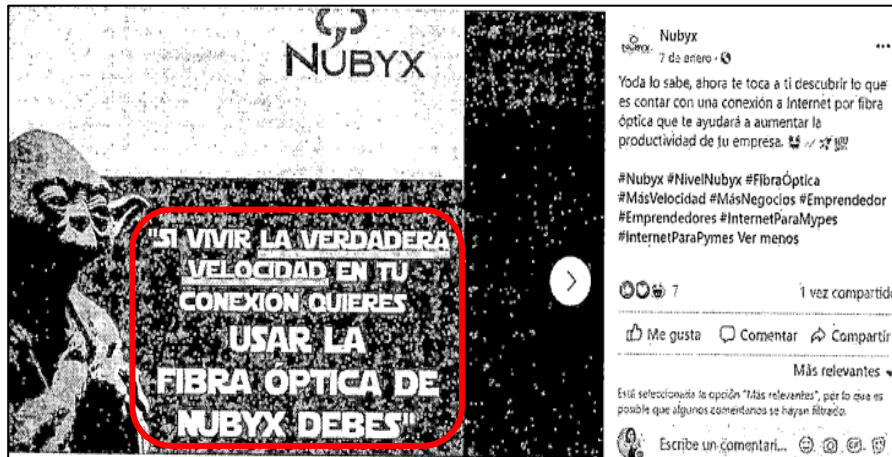 NUBYX
"SI VIVIR LA VERDADERA
VELOCIDAD EN TU
CONEXIÓN QUIERES
USAR LA
FIBRA ÓPTICA DE
NUBYX DEBES"
Nubyx
7 de enero
Yoda lo sabe, ahora te toca a ti descubrir lo que
es contar con una conexión a Internet por fibra
óptica que te ayudará a aumentar la
productividad de tu empresa.
#Nubyx #NivelNubyx #FibraÓptica
#MásVelocidad #MásNegocios #Emprendedor
#Emprendedores #InternetParaMypes
#InternetParaPymes Ver menos
7
1 vez compartido
Me gusta Comentar Compartir
Más relevantes
Está seleccionada la opción "Más relevantes", por lo que es
posible que algunos comentarios se hayan filtrado.
Escribe un comentari...
GIF